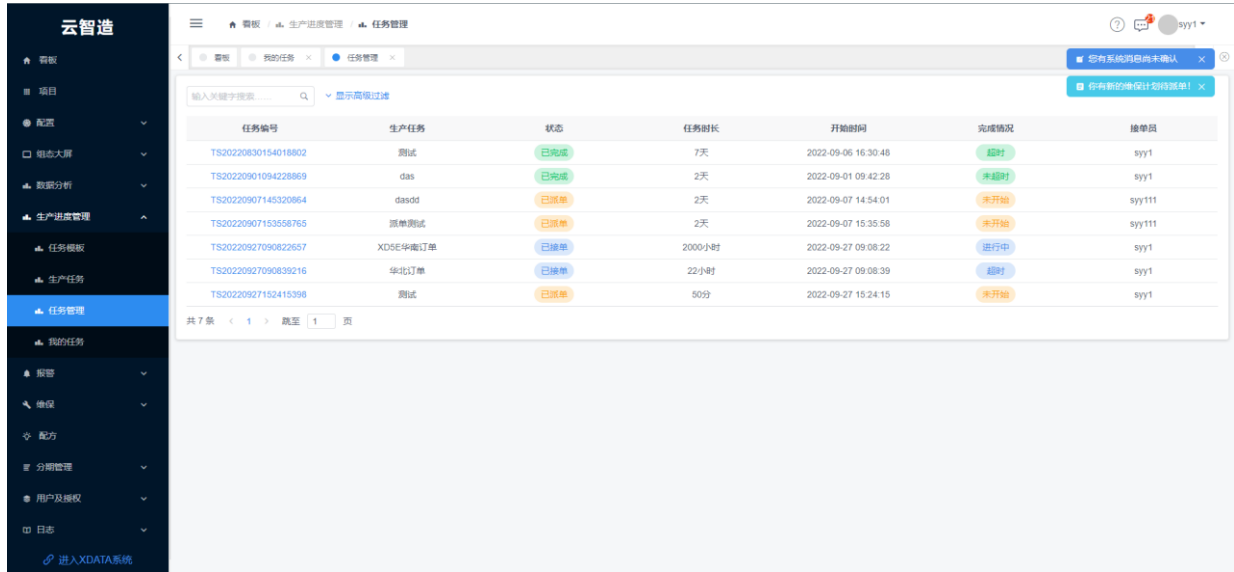 云智造
看板
项目
配置
组态大屏
数据分析
生产进度管理
任务模板
生产任务
任务管理
我的任务
报警
维保
配方
分期管理
用户及授权
日志
进入XDATA系统
看板 / 生产进度管理 / 任务管理
syy1
看板 我的任务 × 任务管理 ×
您有系统消息尚未确认 ×
你有新的维保计划待派单! ×
输入关键字搜索...... 显示高级过滤
任务编号 生产任务 状态 任务时长 开始时间 完成情况 接单员
TS20220830154018802 测试 已完成 7天 2022-09-06 16:30:48 超时 syy1
TS20220901094228869 das 已完成 2天 2022-09-01 09:42:28 未超时 syy1
TS20220907145320864 dasdd 已派单 2天 2022-09-07 14:54:01 未开始 syy111
TS20220907153558765 派单测试 已派单 2天 2022-09-07 15:35:58 未开始 syy111
TS20220927090822657 XD5E华南订单 已接单 2000小时 2022-09-27 09:08:22 进行中 syy1
TS20220927090839216 华北订单 已接单 22小时 2022-09-27 09:08:39 超时 syy1
TS20220927152415398 测试 已派单 50分 2022-09-27 15:24:15 未开始 syy1
共 7 条 < 1 > 跳至 1 页